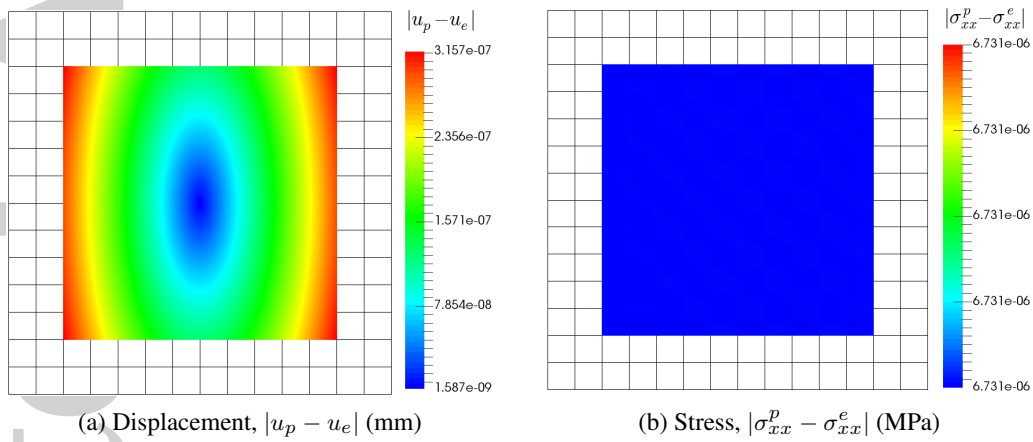 |u_p − u_e|
3.157e-07
2.356e-07
1.571e-07
7.854e-08
1.587e-09
(a) Displacement, |u_p − u_e| (mm)
|σ^p_xx − σ^e_xx|
6.731e-06
6.731e-06
6.731e-06
6.731e-06
6.731e-06
(b) Stress, |σ^p_xx − σ^e_xx| (MPa)